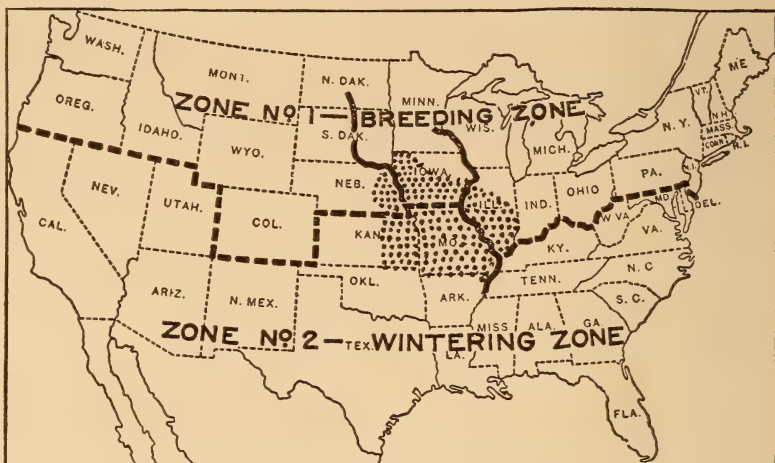 WASH.
MONT.
N. DAK.
MINN.
ME
VT.
N.H.
MASS.
CONN.
R.I.
OREG.
ZONE Nº 1 — BREEDING ZONE
IDAHO.
S. DAK.
WIS.
MICH.
N.Y.
WYO.
IOWA.
PA.
N.J.
NEV.
NEB.
ILL.
IND.
OHIO
MD.
DEL.
UTAH.
COL.
W. VA.
VA.
CAL.
KAN.
MO.
KY.
N. C
TENN.
OKL.
ARIZ.
N. MEX.
ARK.
S. C.
MISS
ALA.
GA.
ZONE Nº 2 — TEX. WINTERING ZONE
LA.
FLA.